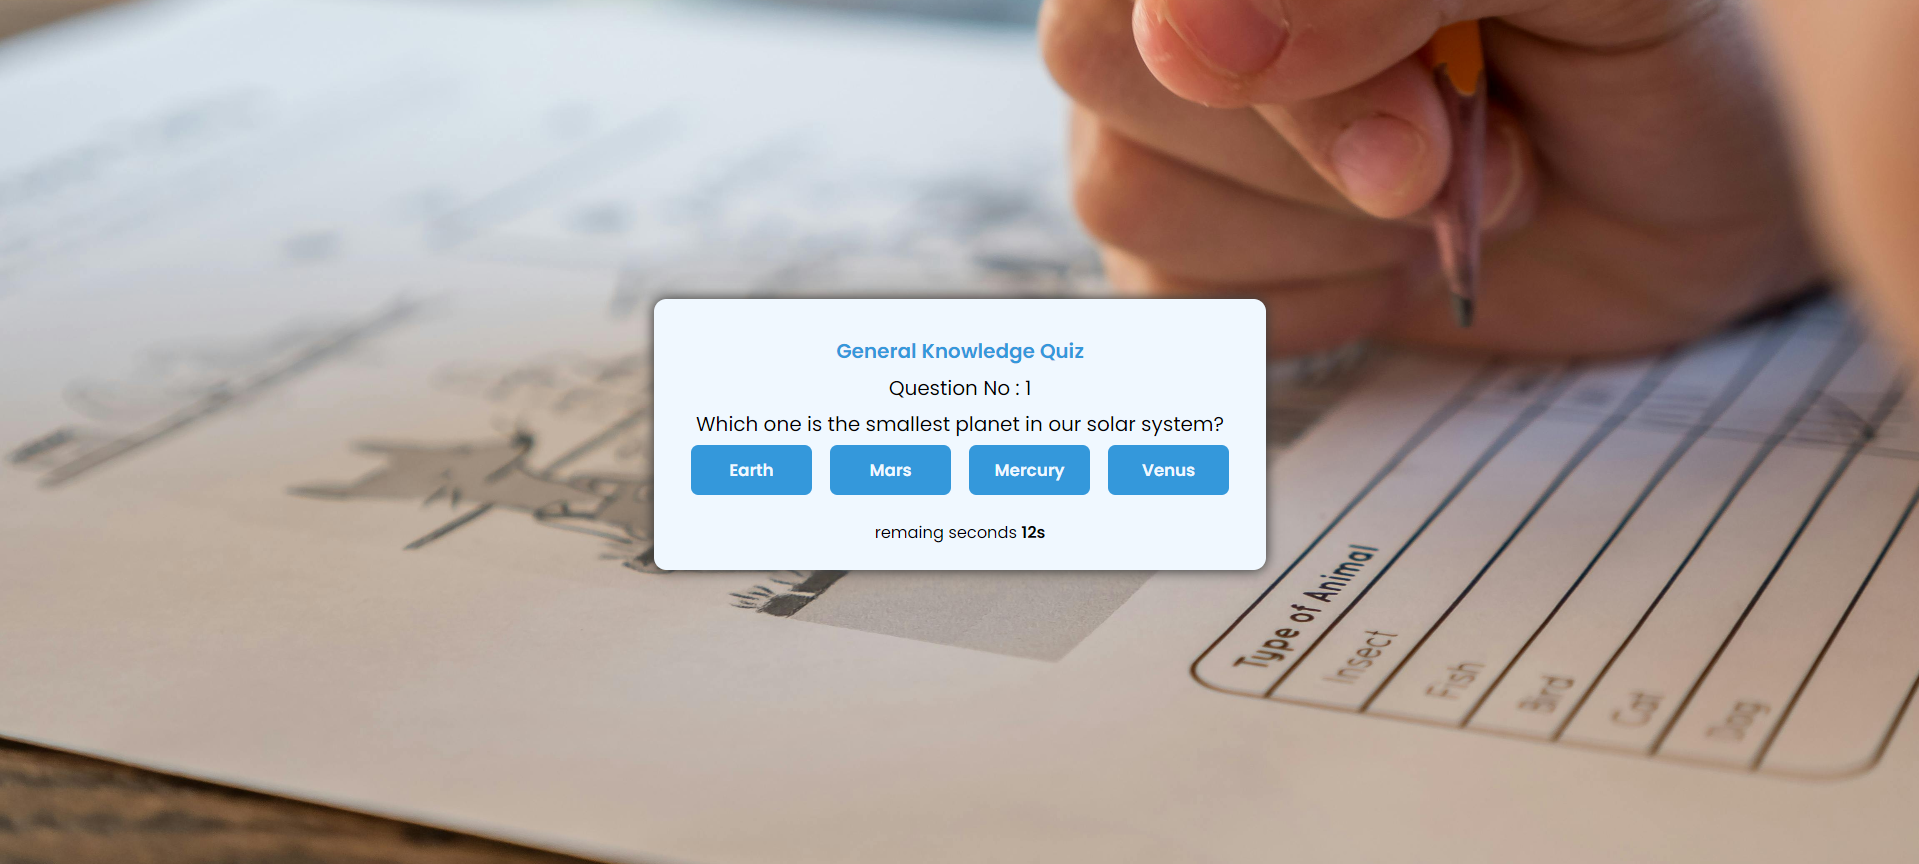 General Knowledge Quiz
Question No : 1
Which one is the smallest planet in our solar system?
Earth Mars Mercury Venus
remaing seconds 12s
Type of Animal
Insect
Fish
Bird
Cat
Dog